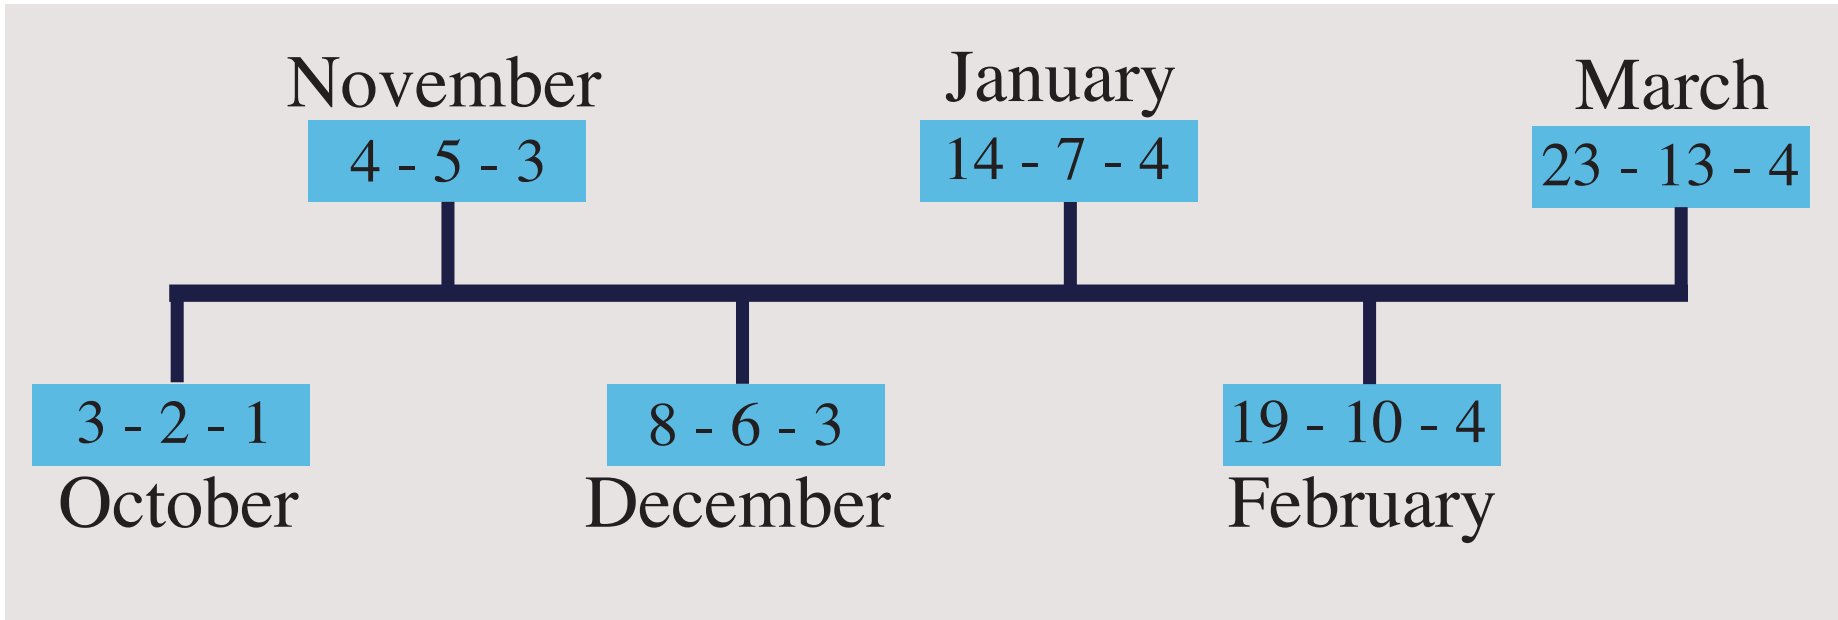 November
4 - 5 - 3
January
14 - 7 - 4
March
23 - 13 - 4
3 - 2 - 1
October
8 - 6 - 3
December
19 - 10 - 4
February